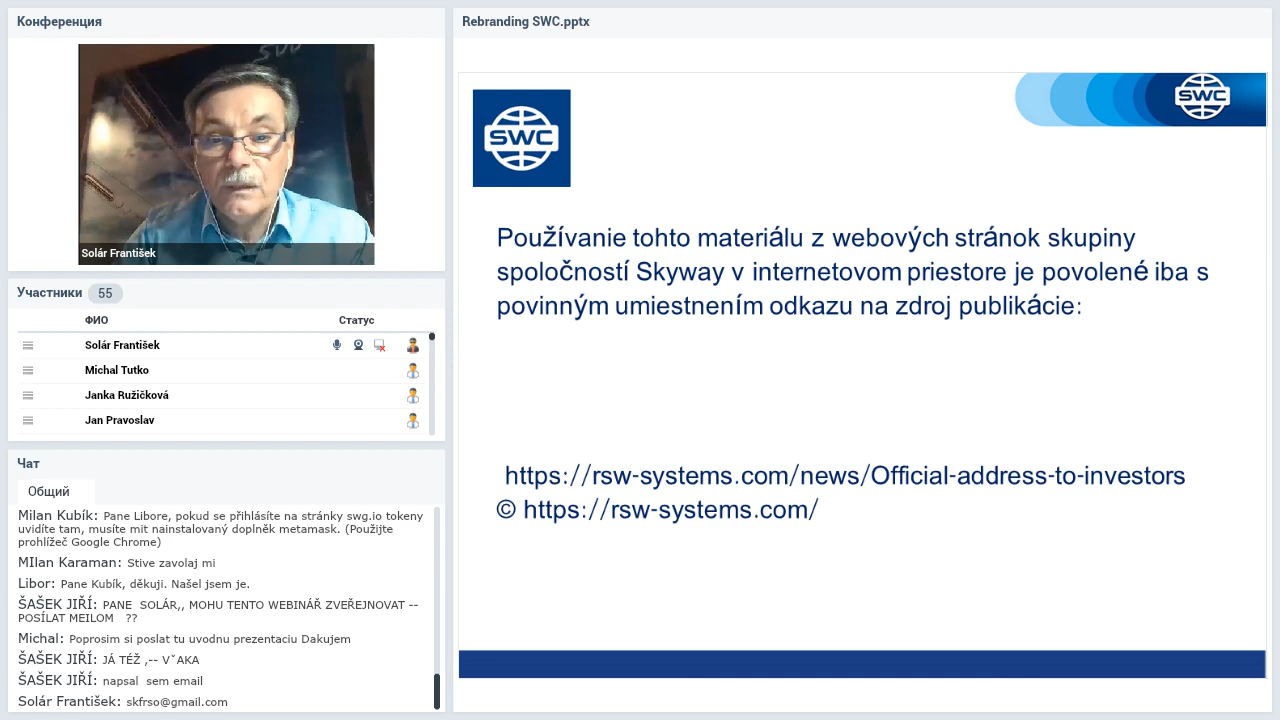 Конференция
500
Solár František
Участники 55
ФИО Статус
Solár František
Michal Tutko
Janka Ružičková
Jan Pravoslav
Чат
Общий
Milan Kubík: Pane Libore, pokud se přihlásíte na stránky swg.io tokeny
uvidíte tam, musíte mit nainstalovaný doplněk metamask. (Použijte
prohlížeč Google Chrome)
MIlan Karaman: Stive zavolaj mi
Libor: Pane Kubík, děkuji. Našel jsem je.
ŠAŠEK JIŘÍ: PANE SOLÁR,, MOHU TENTO WEBINÁŘ ZVEŘEJNOVAT --
POSÍLAT MEILOM ??
Michal: Poprosim si poslat tu uvodnu prezentaciu Dakujem
ŠAŠEK JIŘÍ: JÁ TÉŽ ,-- VˇAKA
ŠAŠEK JIŘÍ: napsal sem email
Solár František: skfrso@gmail.com
Rebranding SWC.pptx
SWC
SWC
Používanie tohto materiálu z webových stránok skupiny
spoločností Skyway v internetovom priestore je povolené iba s
povinným umiestnením odkazu na zdroj publikácie:
https://rsw-systems.com/news/Official-address-to-investors
© https://rsw-systems.com/